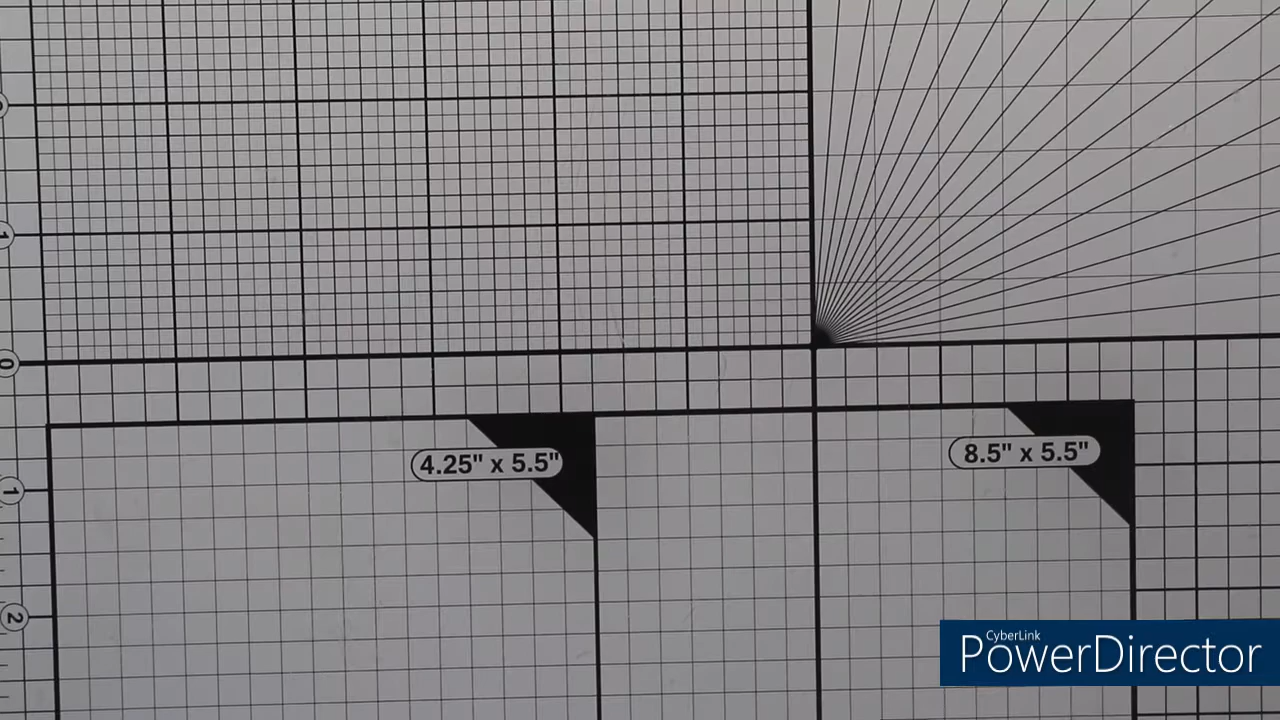 1
0
4.25" x 5.5"
8.5" x 5.5"
1
2
CyberLink
PowerDirector